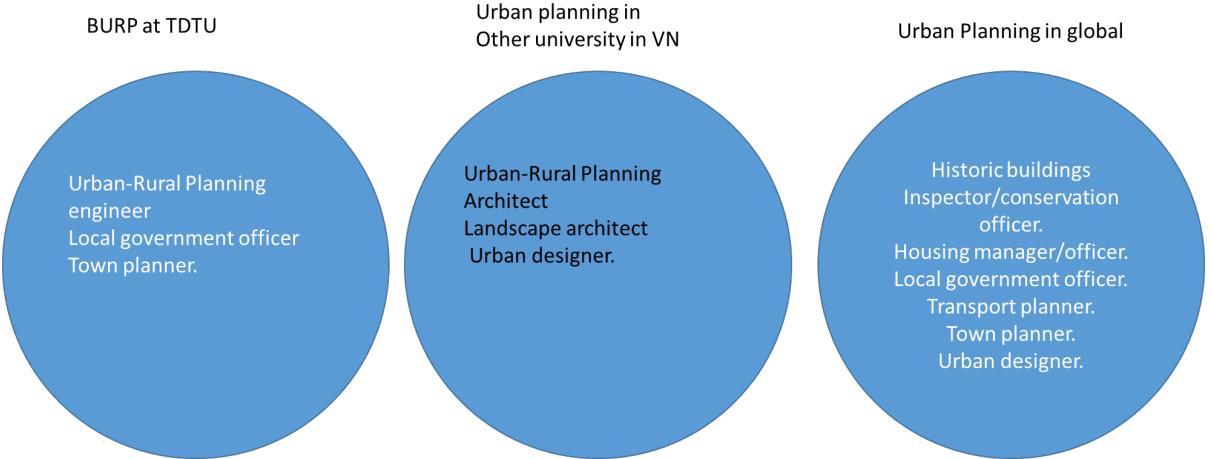 BURP at TDTU
Urban-Rural Planning
engineer
Local government officer
Town planner.
Urban planning in
Other university in VN
Urban-Rural Planning
Architect
Landscape architect
Urban designer.
Urban Planning in global
Historic buildings
Inspector/conservation
officer.
Housing manager/officer.
Local government officer.
Transport planner.
Town planner.
Urban designer.